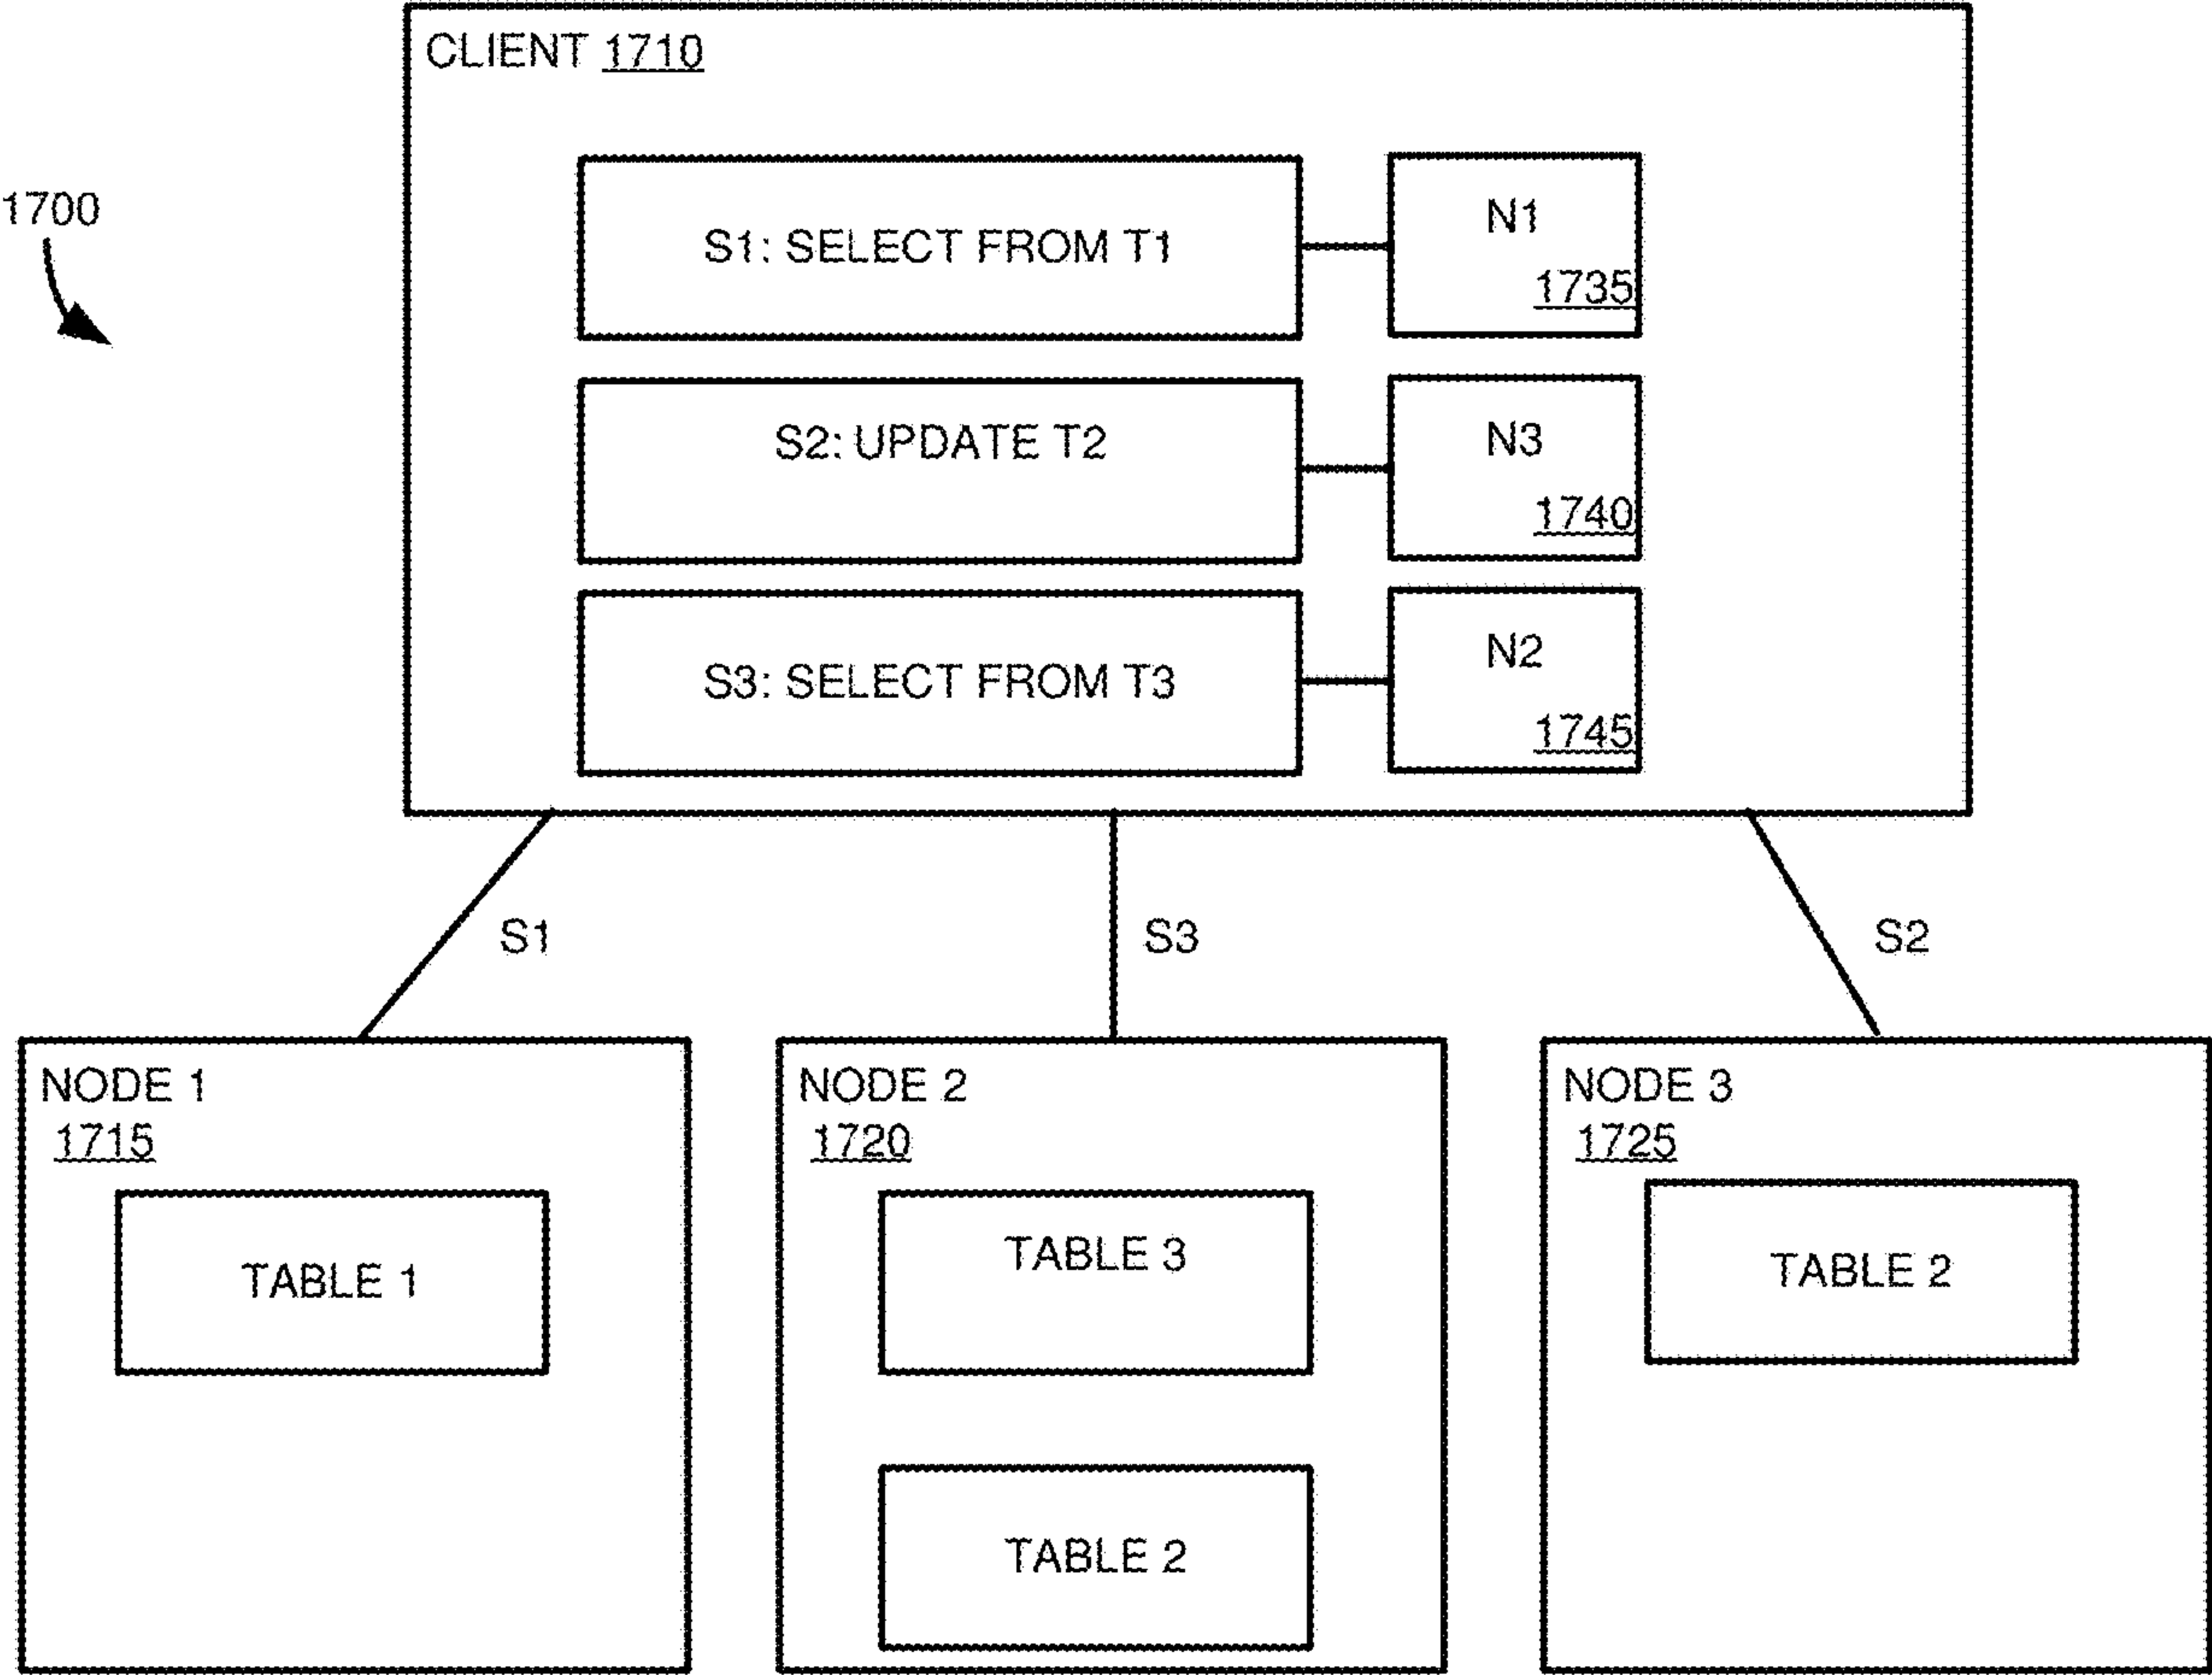 CLIENT 1710
1700
S1: SELECT FROM T1
N1
1735
S2: UPDATE T2
N3
1740
S3: SELECT FROM T3
N2
1745
S1
S3
S2
NODE 1
1715
TABLE 1
NODE 2
1720
TABLE 3
TABLE 2
NODE 3
1725
TABLE 2